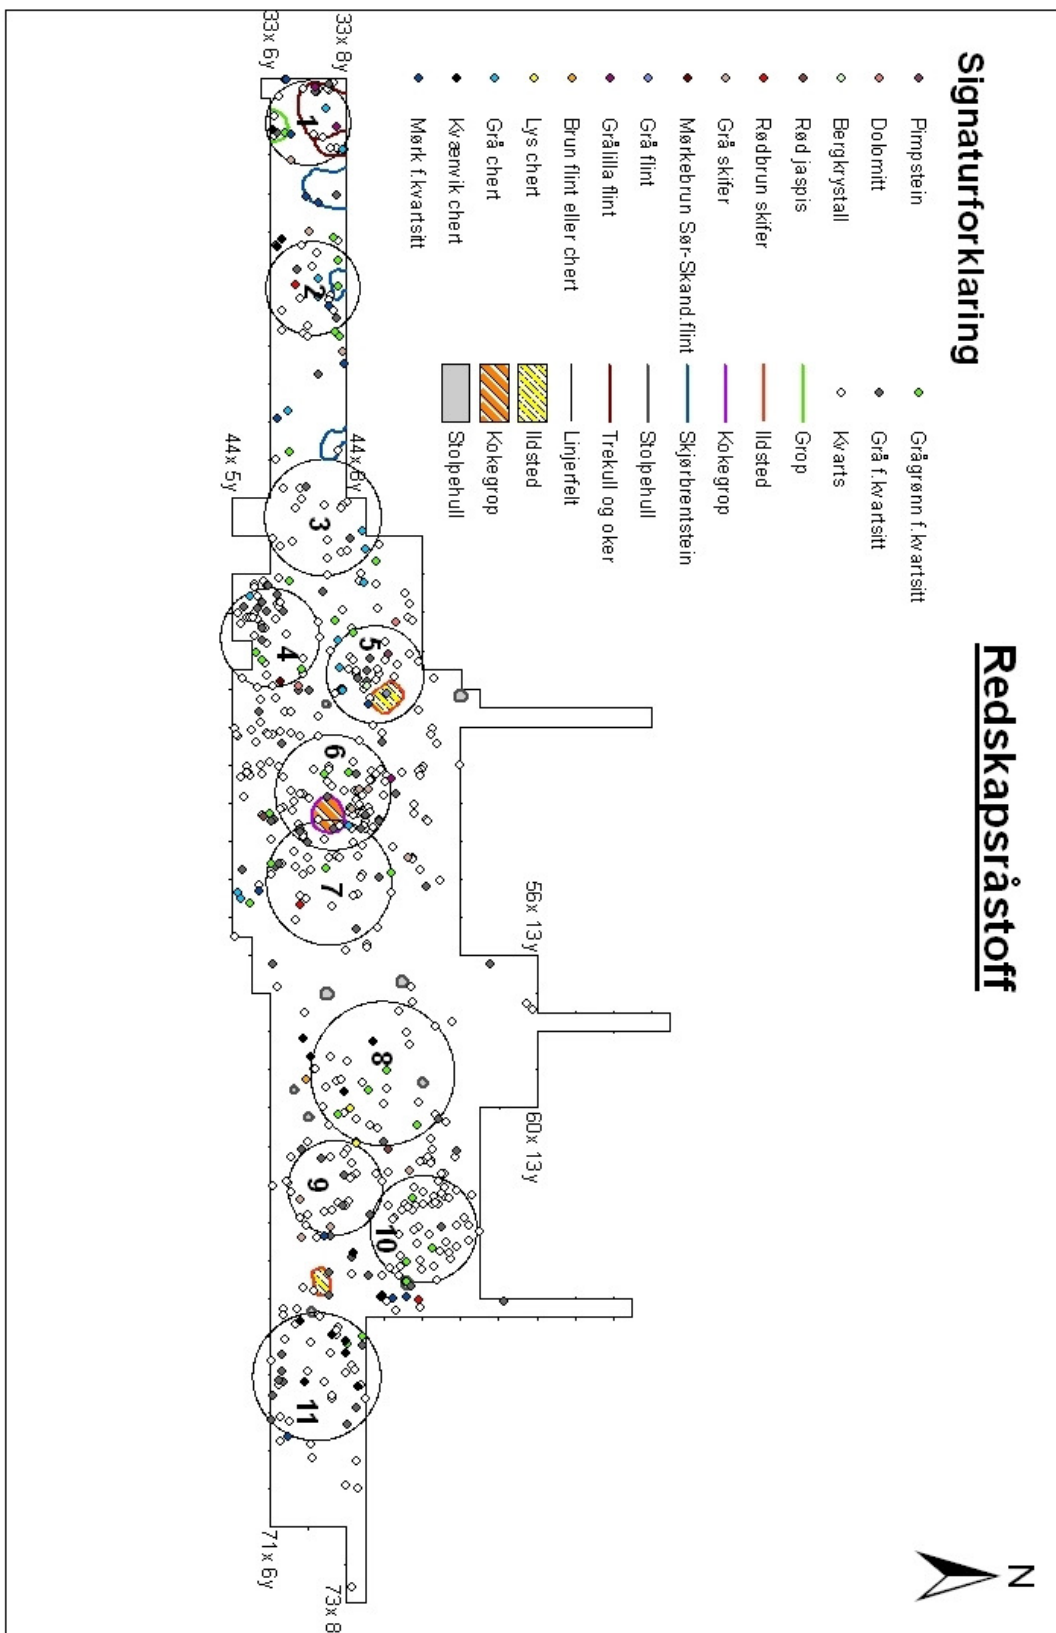 Redskapsråstoff
N
Signaturforklaring
Pimpstein
Dolomitt
Bergkrystall
Rød jaspis
Rødbrun skifer
Grå skifer
Mørkebrun Sør-Skand.flint
Grå flint
Grålilla flint
Brun flint eller chert
Lys chert
Grå chert
Kvænvik chert
Mørk f.kvartsitt
Grågrønn f.kvartsitt
Grå f.kvartsitt
Kvarts
Grop
Ildsted
Kokegrop
Skjørbrentstein
Stolpehull
Trekull og oker
Linjerfelt
Ildsted
Kokegrop
Stolpehull
56x 13y
60x 13y
33x 8y
44x 8y
73x 8
33x 6y
44x 5y
71x 6y
1
2
3
4
5
6
7
8
9
10
11